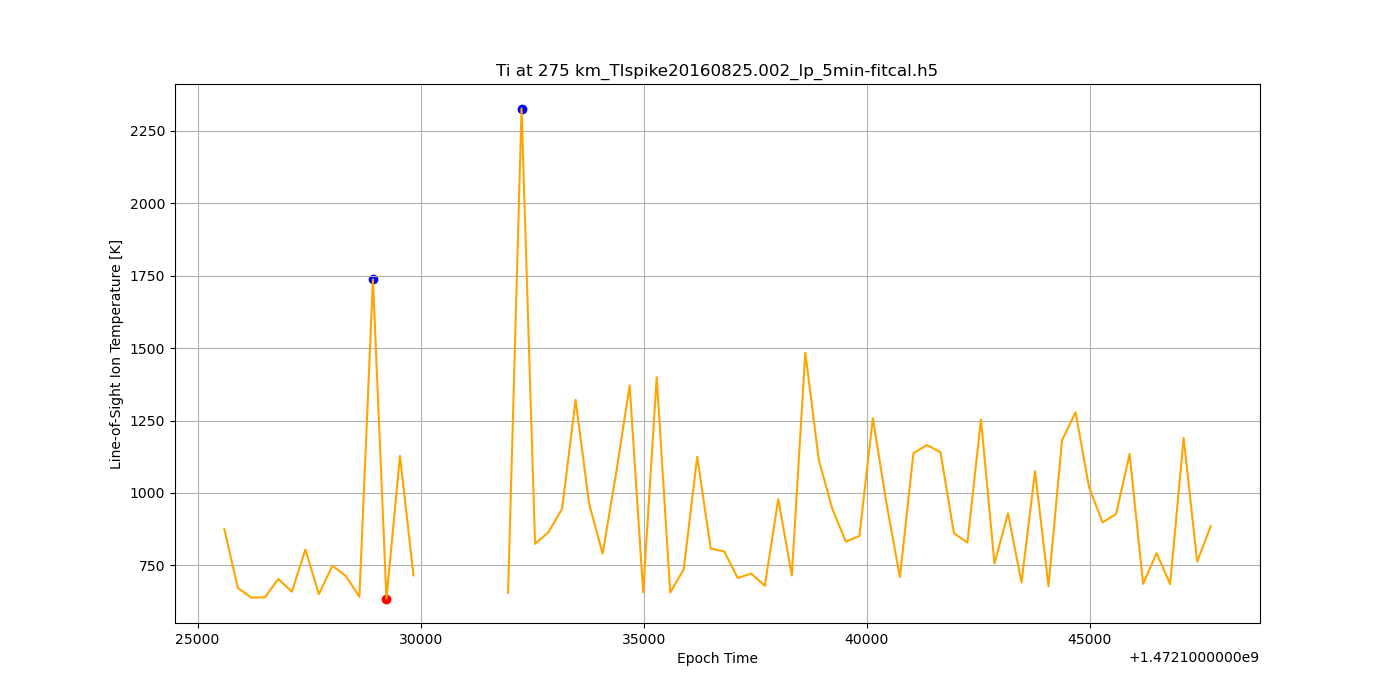 Ti at 275 km_TIspike20160825.002_lp_5min-fitcal.h5
Line-of-Sight Ion Temperature [K]
2250
2000
1750
1500
1250
1000
750
25000 30000 35000 40000 45000
Epoch Time
+1.4721000000e9